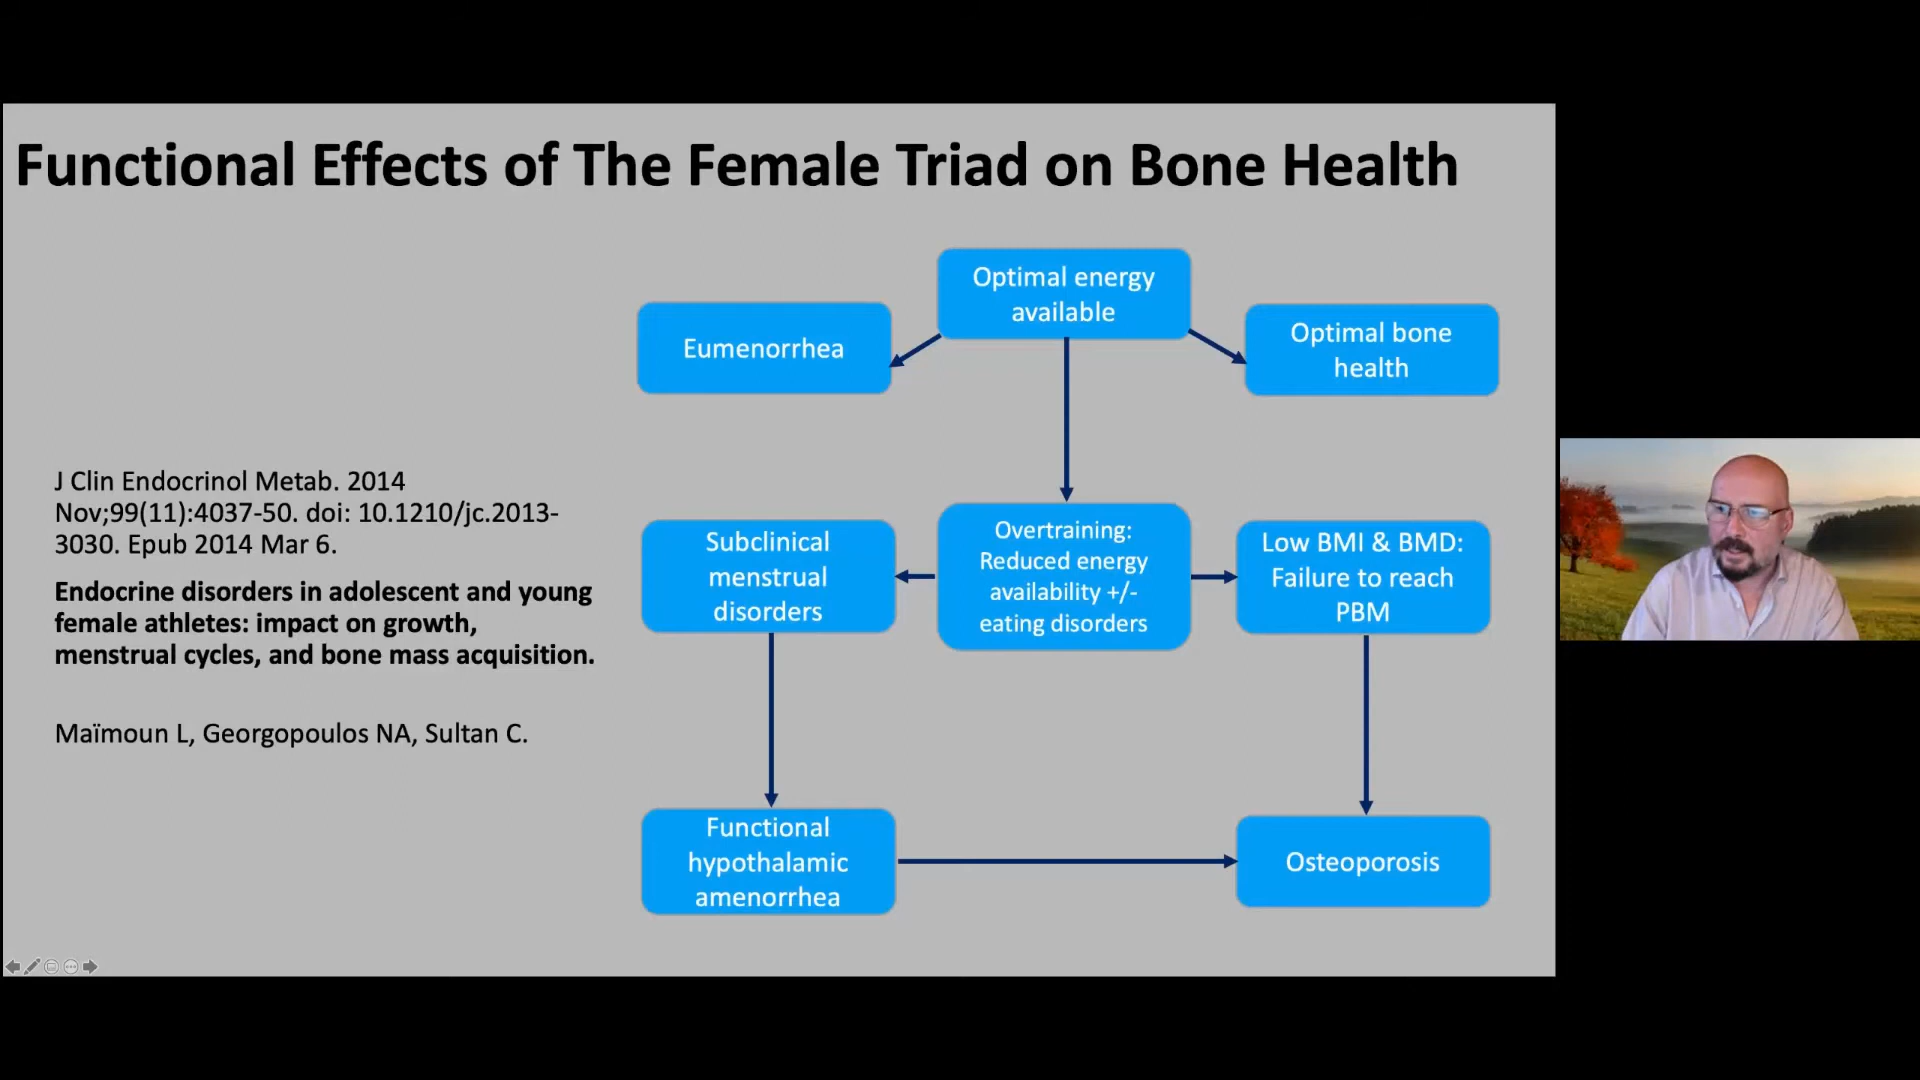 Functional Effects of The Female Triad on Bone Health
Optimal energy
available
Eumenorrhea
Optimal bone
health
J Clin Endocrinol Metab. 2014
Nov;99(11):4037-50. doi: 10.1210/jc.2013-
3030. Epub 2014 Mar 6.
Endocrine disorders in adolescent and young
female athletes: impact on growth,
menstrual cycles, and bone mass acquisition.
Maïmoun L, Georgopoulos NA, Sultan C.
Subclinical
menstrual
disorders
Overtraining:
Reduced energy
availability +/-
eating disorders
Low BMI & BMD:
Failure to reach
PBM
Functional
hypothalamic
amenorrhea
Osteoporosis